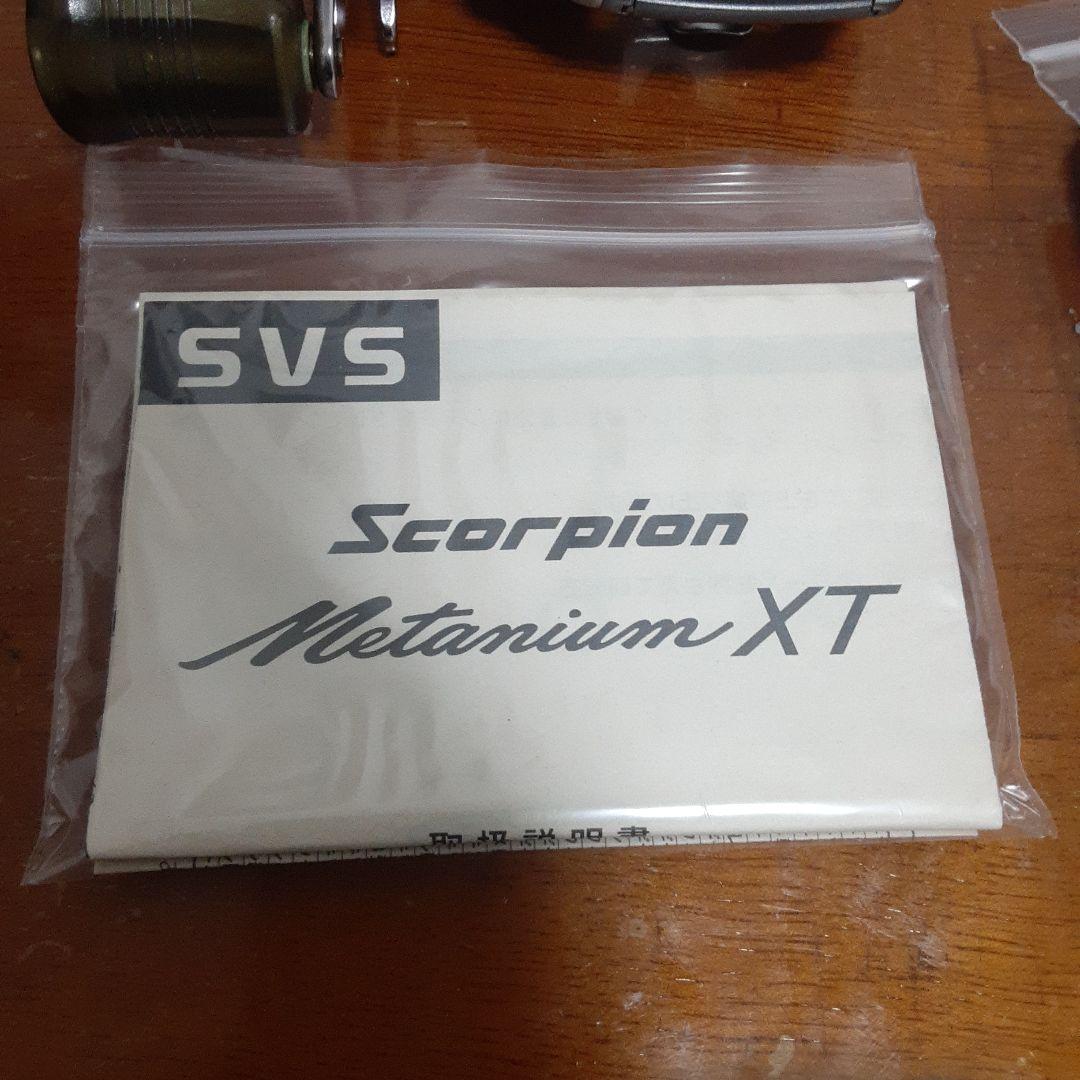 SVS
Scorpion
Metanium XT
取扱説明書